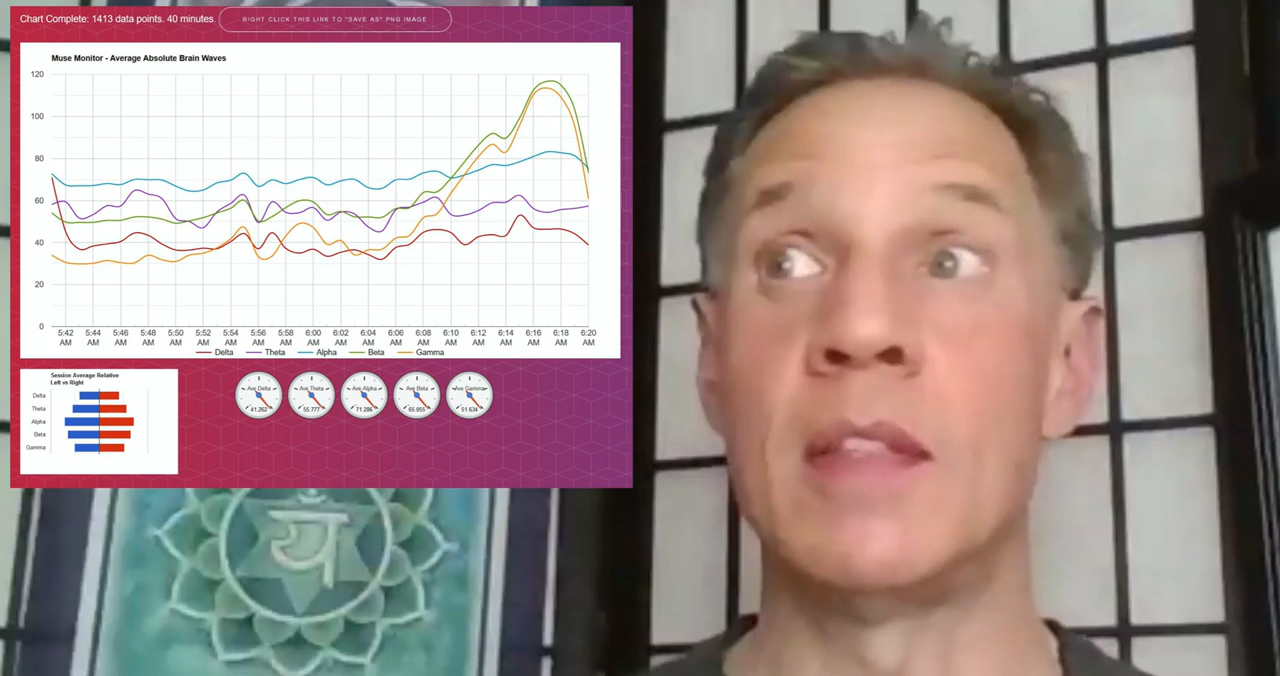 Chart Complete: 1413 data points. 40 minutes.
RIGHT CLICK THIS LINK TO "SAVE AS" PNG IMAGE
Muse Monitor - Average Absolute Brain Waves
120
100
80
60
40
20
0
5:42 AM
5:44 AM
5:46 AM
5:48 AM
5:50 AM
5:52 AM
5:54 AM
5:56 AM
5:58 AM
6:00 AM
6:02 AM
6:04 AM
6:06 AM
6:08 AM
6:10 AM
6:12 AM
6:14 AM
6:16 AM
6:18 AM
6:20 AM
Delta Theta Alpha Beta Gamma
Session Average Relative
Left vs Right
Delta
Theta
Alpha
Beta
Gamma
Ave Delta
41.262
Ave Theta
55.777
Ave Alpha
71.286
Ave Beta
65.055
Ave Gamma
51.634
यं